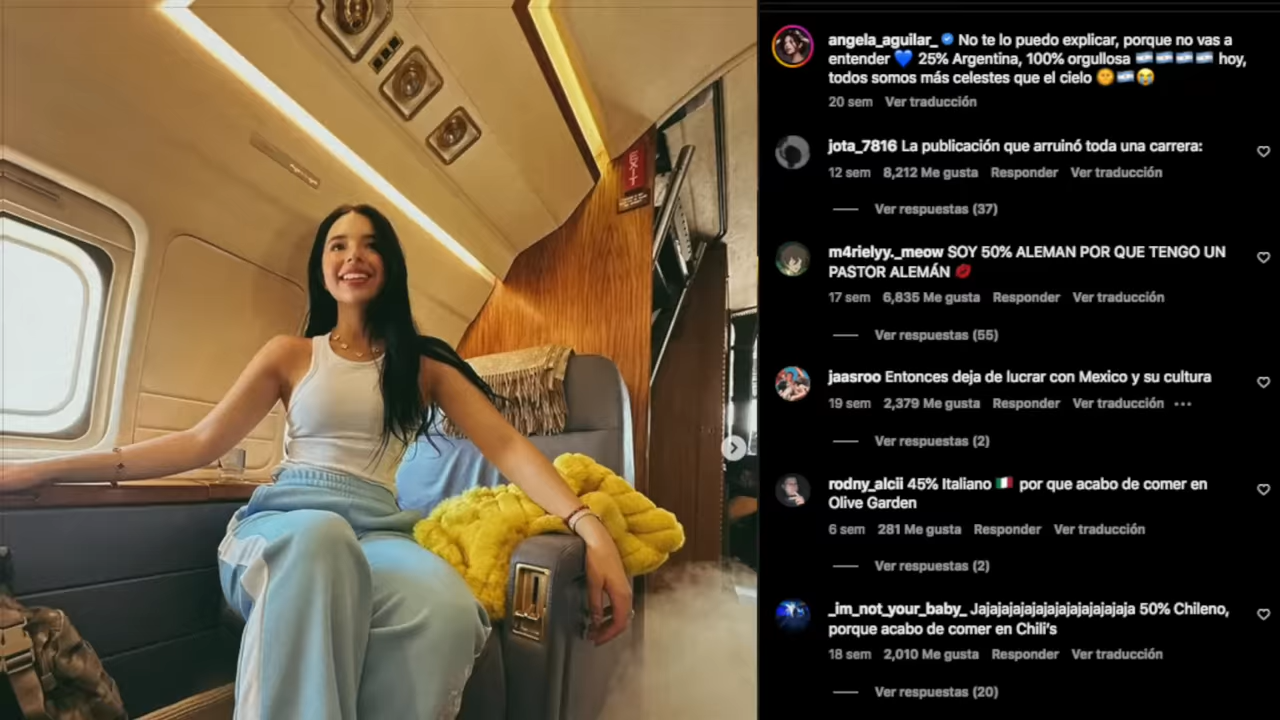 EXIT
angela_aguilar_ No te lo puedo explicar, porque no vas a
entender 💙 25% Argentina, 100% orgullosa 🇦🇷🇦🇷🇦🇷🇦🇷 hoy,
todos somos más celestes que el cielo 🌞🇦🇷😭
20 sem Ver traducción
jota_7816 La publicación que arruinó toda una carrera:
12 sem 8,212 Me gusta Responder Ver traducción
Ver respuestas (37)
m4rielyy._meow SOY 50% ALEMAN POR QUE TENGO UN
PASTOR ALEMÁN 💋
17 sem 6,835 Me gusta Responder Ver traducción
Ver respuestas (55)
jaasroo Entonces deja de lucrar con Mexico y su cultura
19 sem 2,379 Me gusta Responder Ver traducción •••
Ver respuestas (2)
rodny_alcii 45% Italiano 🇮🇹 por que acabo de comer en
Olive Garden
6 sem 281 Me gusta Responder Ver traducción
Ver respuestas (2)
_im_not_your_baby_ Jajajajajajajajajajajajaja 50% Chileno,
porque acabo de comer en Chili's
18 sem 2,010 Me gusta Responder Ver traducción
Ver respuestas (20)